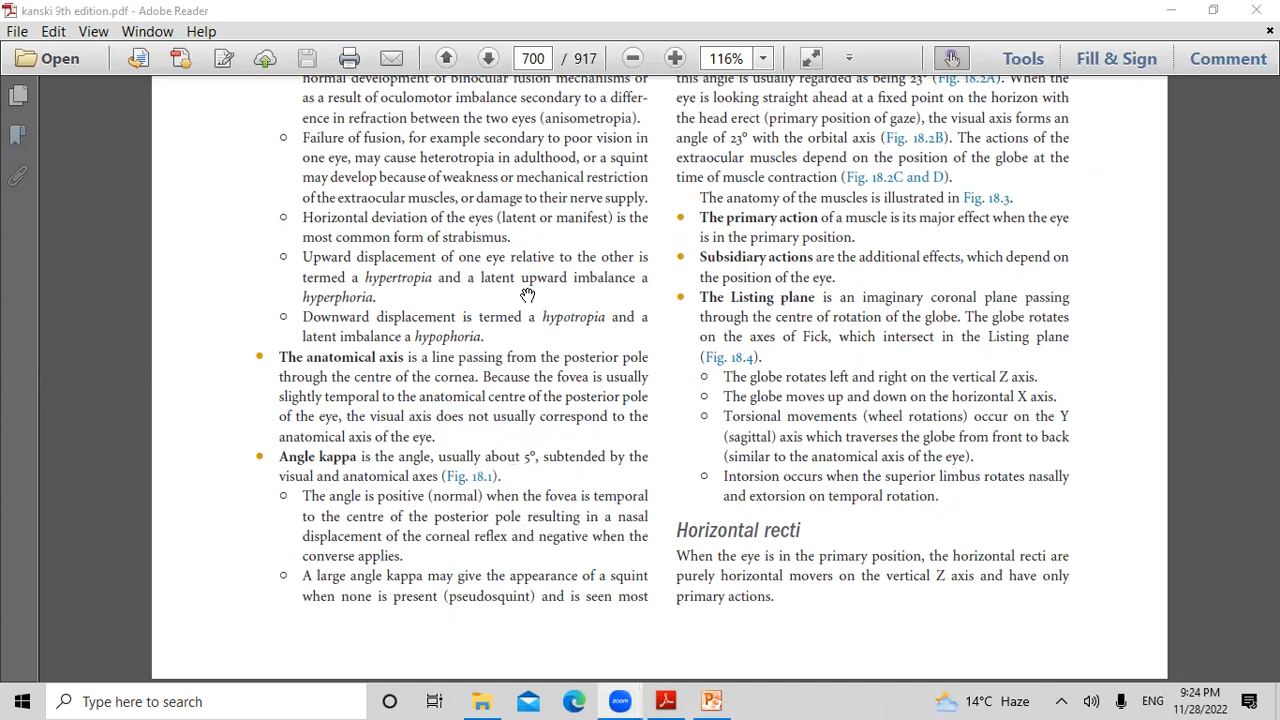 kanski 9th edition.pdf - Adobe Reader
File Edit View Window Help
Open 700 / 917 116% Tools Fill & Sign Comment
normal development of binocular fusion mechanisms or
as a result of oculomotor imbalance secondary to a differ-
ence in refraction between the two eyes (anisometropia).
Failure of fusion, for example secondary to poor vision in
one eye, may cause heterotropia in adulthood, or a squint
may develop because of weakness or mechanical restriction
of the extraocular muscles, or damage to their nerve supply.
Horizontal deviation of the eyes (latent or manifest) is the
most common form of strabismus.
Upward displacement of one eye relative to the other is
termed a hypertropia and a latent upward imbalance a
hyperphoria.
Downward displacement is termed a hypotropia and a
latent imbalance a hypophoria.
The anatomical axis is a line passing from the posterior pole
through the centre of the cornea. Because the fovea is usually
slightly temporal to the anatomical centre of the posterior pole
of the eye, the visual axis does not usually correspond to the
anatomical axis of the eye.
Angle kappa is the angle, usually about 5°, subtended by the
visual and anatomical axes (Fig. 18.1).
The angle is positive (normal) when the fovea is temporal
to the centre of the posterior pole resulting in a nasal
displacement of the corneal reflex and negative when the
converse applies.
A large angle kappa may give the appearance of a squint
when none is present (pseudosquint) and is seen most
this angle is usually regarded as being 23° (Fig. 18.2A). When the
eye is looking straight ahead at a fixed point on the horizon with
the head erect (primary position of gaze), the visual axis forms an
angle of 23° with the orbital axis (Fig. 18.2B). The actions of the
extraocular muscles depend on the position of the globe at the
time of muscle contraction (Fig. 18.2C and D).
The anatomy of the muscles is illustrated in Fig. 18.3.
The primary action of a muscle is its major effect when the eye
is in the primary position.
Subsidiary actions are the additional effects, which depend on
the position of the eye.
The Listing plane is an imaginary coronal plane passing
through the centre of rotation of the globe. The globe rotates
on the axes of Fick, which intersect in the Listing plane
(Fig. 18.4).
The globe rotates left and right on the vertical Z axis.
The globe moves up and down on the horizontal X axis.
Torsional movements (wheel rotations) occur on the Y
(sagittal) axis which traverses the globe from front to back
(similar to the anatomical axis of the eye).
Intorsion occurs when the superior limbus rotates nasally
and extorsion on temporal rotation.
Horizontal recti
When the eye is in the primary position, the horizontal recti are
purely horizontal movers on the vertical Z axis and have only
primary actions.
Type here to search
zoom
14°C Haze
ENG
9:24 PM
11/28/2022